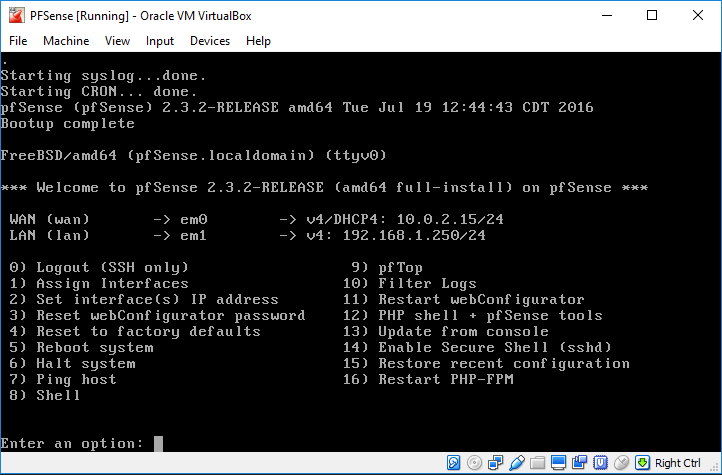 PFSense [Running] - Oracle VM VirtualBox
File Machine View Input Devices Help
.
Starting syslog...done.
Starting CRON... done.
pfSense (pfSense) 2.3.2-RELEASE amd64 Tue Jul 19 12:44:43 CDT 2016
Bootup complete
FreeBSD/amd64 (pfSense.localdomain) (ttyv0)
*** Welcome to pfSense 2.3.2-RELEASE (amd64 full-install) on pfSense ***
WAN (wan) -> em0 -> v4/DHCP4: 10.0.2.15/24
LAN (lan) -> em1 -> v4: 192.168.1.250/24
0) Logout (SSH only) 9) pfTop
1) Assign Interfaces 10) Filter Logs
2) Set interface(s) IP address 11) Restart webConfigurator
3) Reset webConfigurator password 12) PHP shell + pfSense tools
4) Reset to factory defaults 13) Update from console
5) Reboot system 14) Enable Secure Shell (sshd)
6) Halt system 15) Restore recent configuration
7) Ping host 16) Restart PHP-FPM
8) Shell
Enter an option:
Right Ctrl